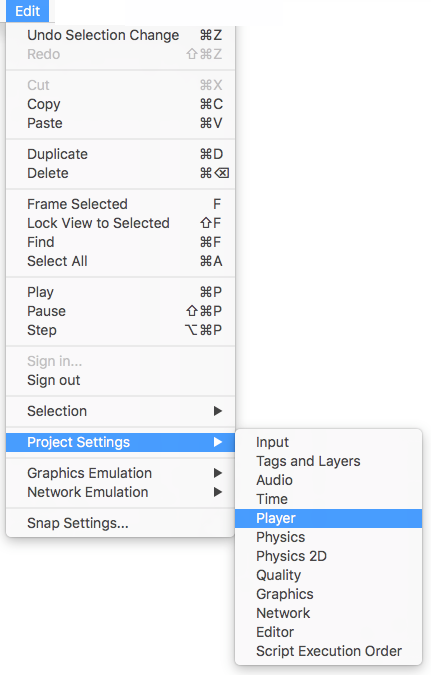 Edit
Undo Selection Change ⌘Z
Redo ⇧⌘Z
Cut ⌘X
Copy ⌘C
Paste ⌘V
Duplicate ⌘D
Delete ⌘⌫
Frame Selected F
Lock View to Selected ⇧F
Find ⌘F
Select All ⌘A
Play ⌘P
Pause ⇧⌘P
Step ⌥⌘P
Sign in...
Sign out
Selection ▶
Project Settings ▶
Graphics Emulation ▶
Network Emulation ▶
Snap Settings...
Input
Tags and Layers
Audio
Time
Player
Physics
Physics 2D
Quality
Graphics
Network
Editor
Script Execution Order